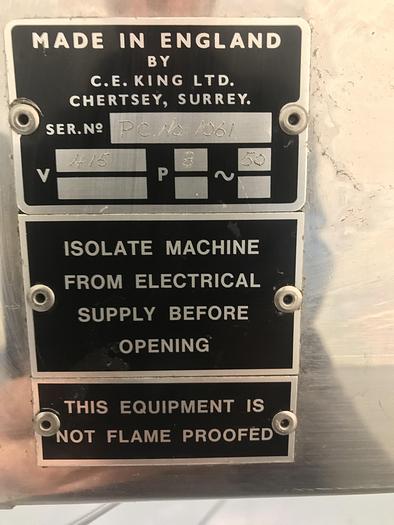 MADE IN ENGLAND
BY
C.E. KING LTD.
CHERTSEY, SURREY.
SER.Nº PC.No 1061
V 415 P 3 ~ 50
ISOLATE MACHINE
FROM ELECTRICAL
SUPPLY BEFORE
OPENING
THIS EQUIPMENT IS
NOT FLAME PROOFED